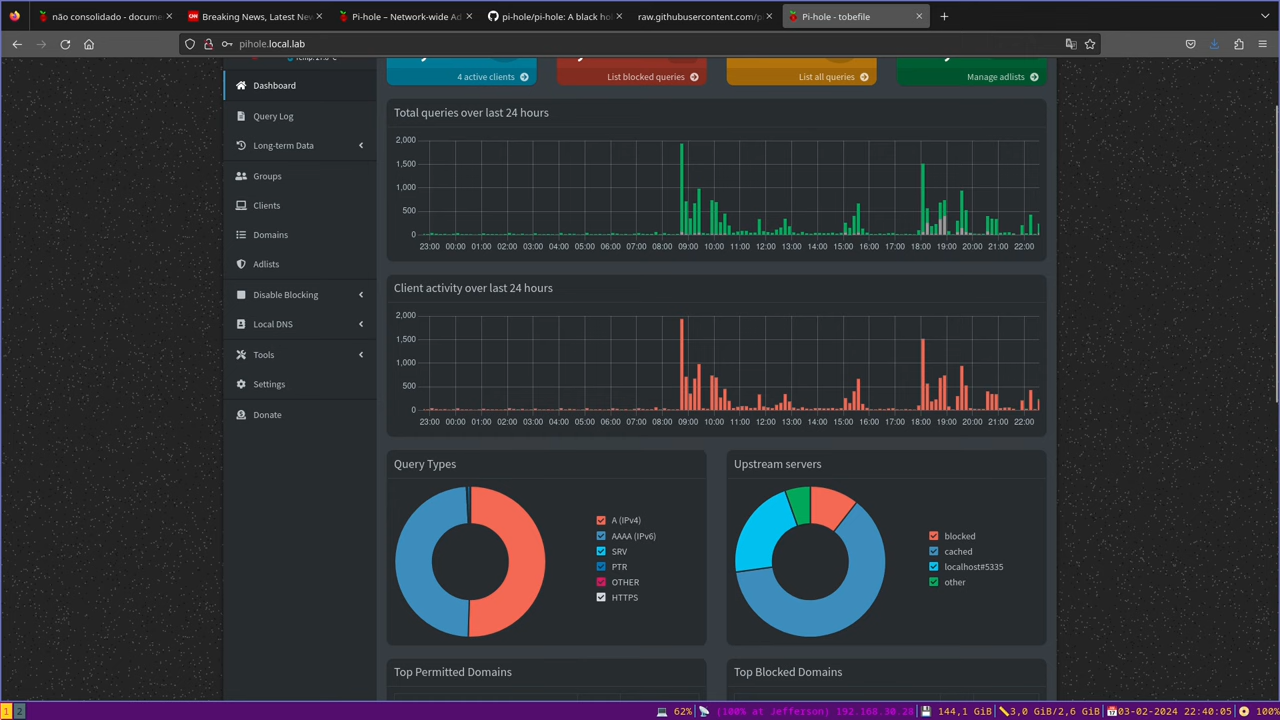 não consolidado - docume
Breaking News, Latest Nev
Pi-hole – Network-wide Ad
pi-hole/pi-hole: A black ho
raw.githubusercontent.com/p
Pi-hole - tobefile
pihole.local.lab
4 active clients
List blocked queries
List all queries
Manage adlists
Dashboard
Query Log
Long-term Data
Groups
Clients
Domains
Adlists
Disable Blocking
Local DNS
Tools
Settings
Donate
Total queries over last 24 hours
2,000
1,500
1,000
500
0
23:00 00:00 01:00 02:00 03:00 04:00 05:00 06:00 07:00 08:00 09:00 10:00 11:00 12:00 13:00 14:00 15:00 16:00 17:00 18:00 19:00 20:00 21:00 22:00
Client activity over last 24 hours
2,000
1,500
1,000
500
0
23:00 00:00 01:00 02:00 03:00 04:00 05:00 06:00 07:00 08:00 09:00 10:00 11:00 12:00 13:00 14:00 15:00 16:00 17:00 18:00 19:00 20:00 21:00 22:00
Query Types
A (IPv4)
AAAA (IPv6)
SRV
PTR
OTHER
HTTPS
Upstream servers
blocked
cached
localhost#5335
other
Top Permitted Domains
Top Blocked Domains
1 2
62% (100% at Jefferson) 192.168.30.28 144,1 GiB 3,0 GiB/2,6 GiB 03-02-2024 22:40:05 100%